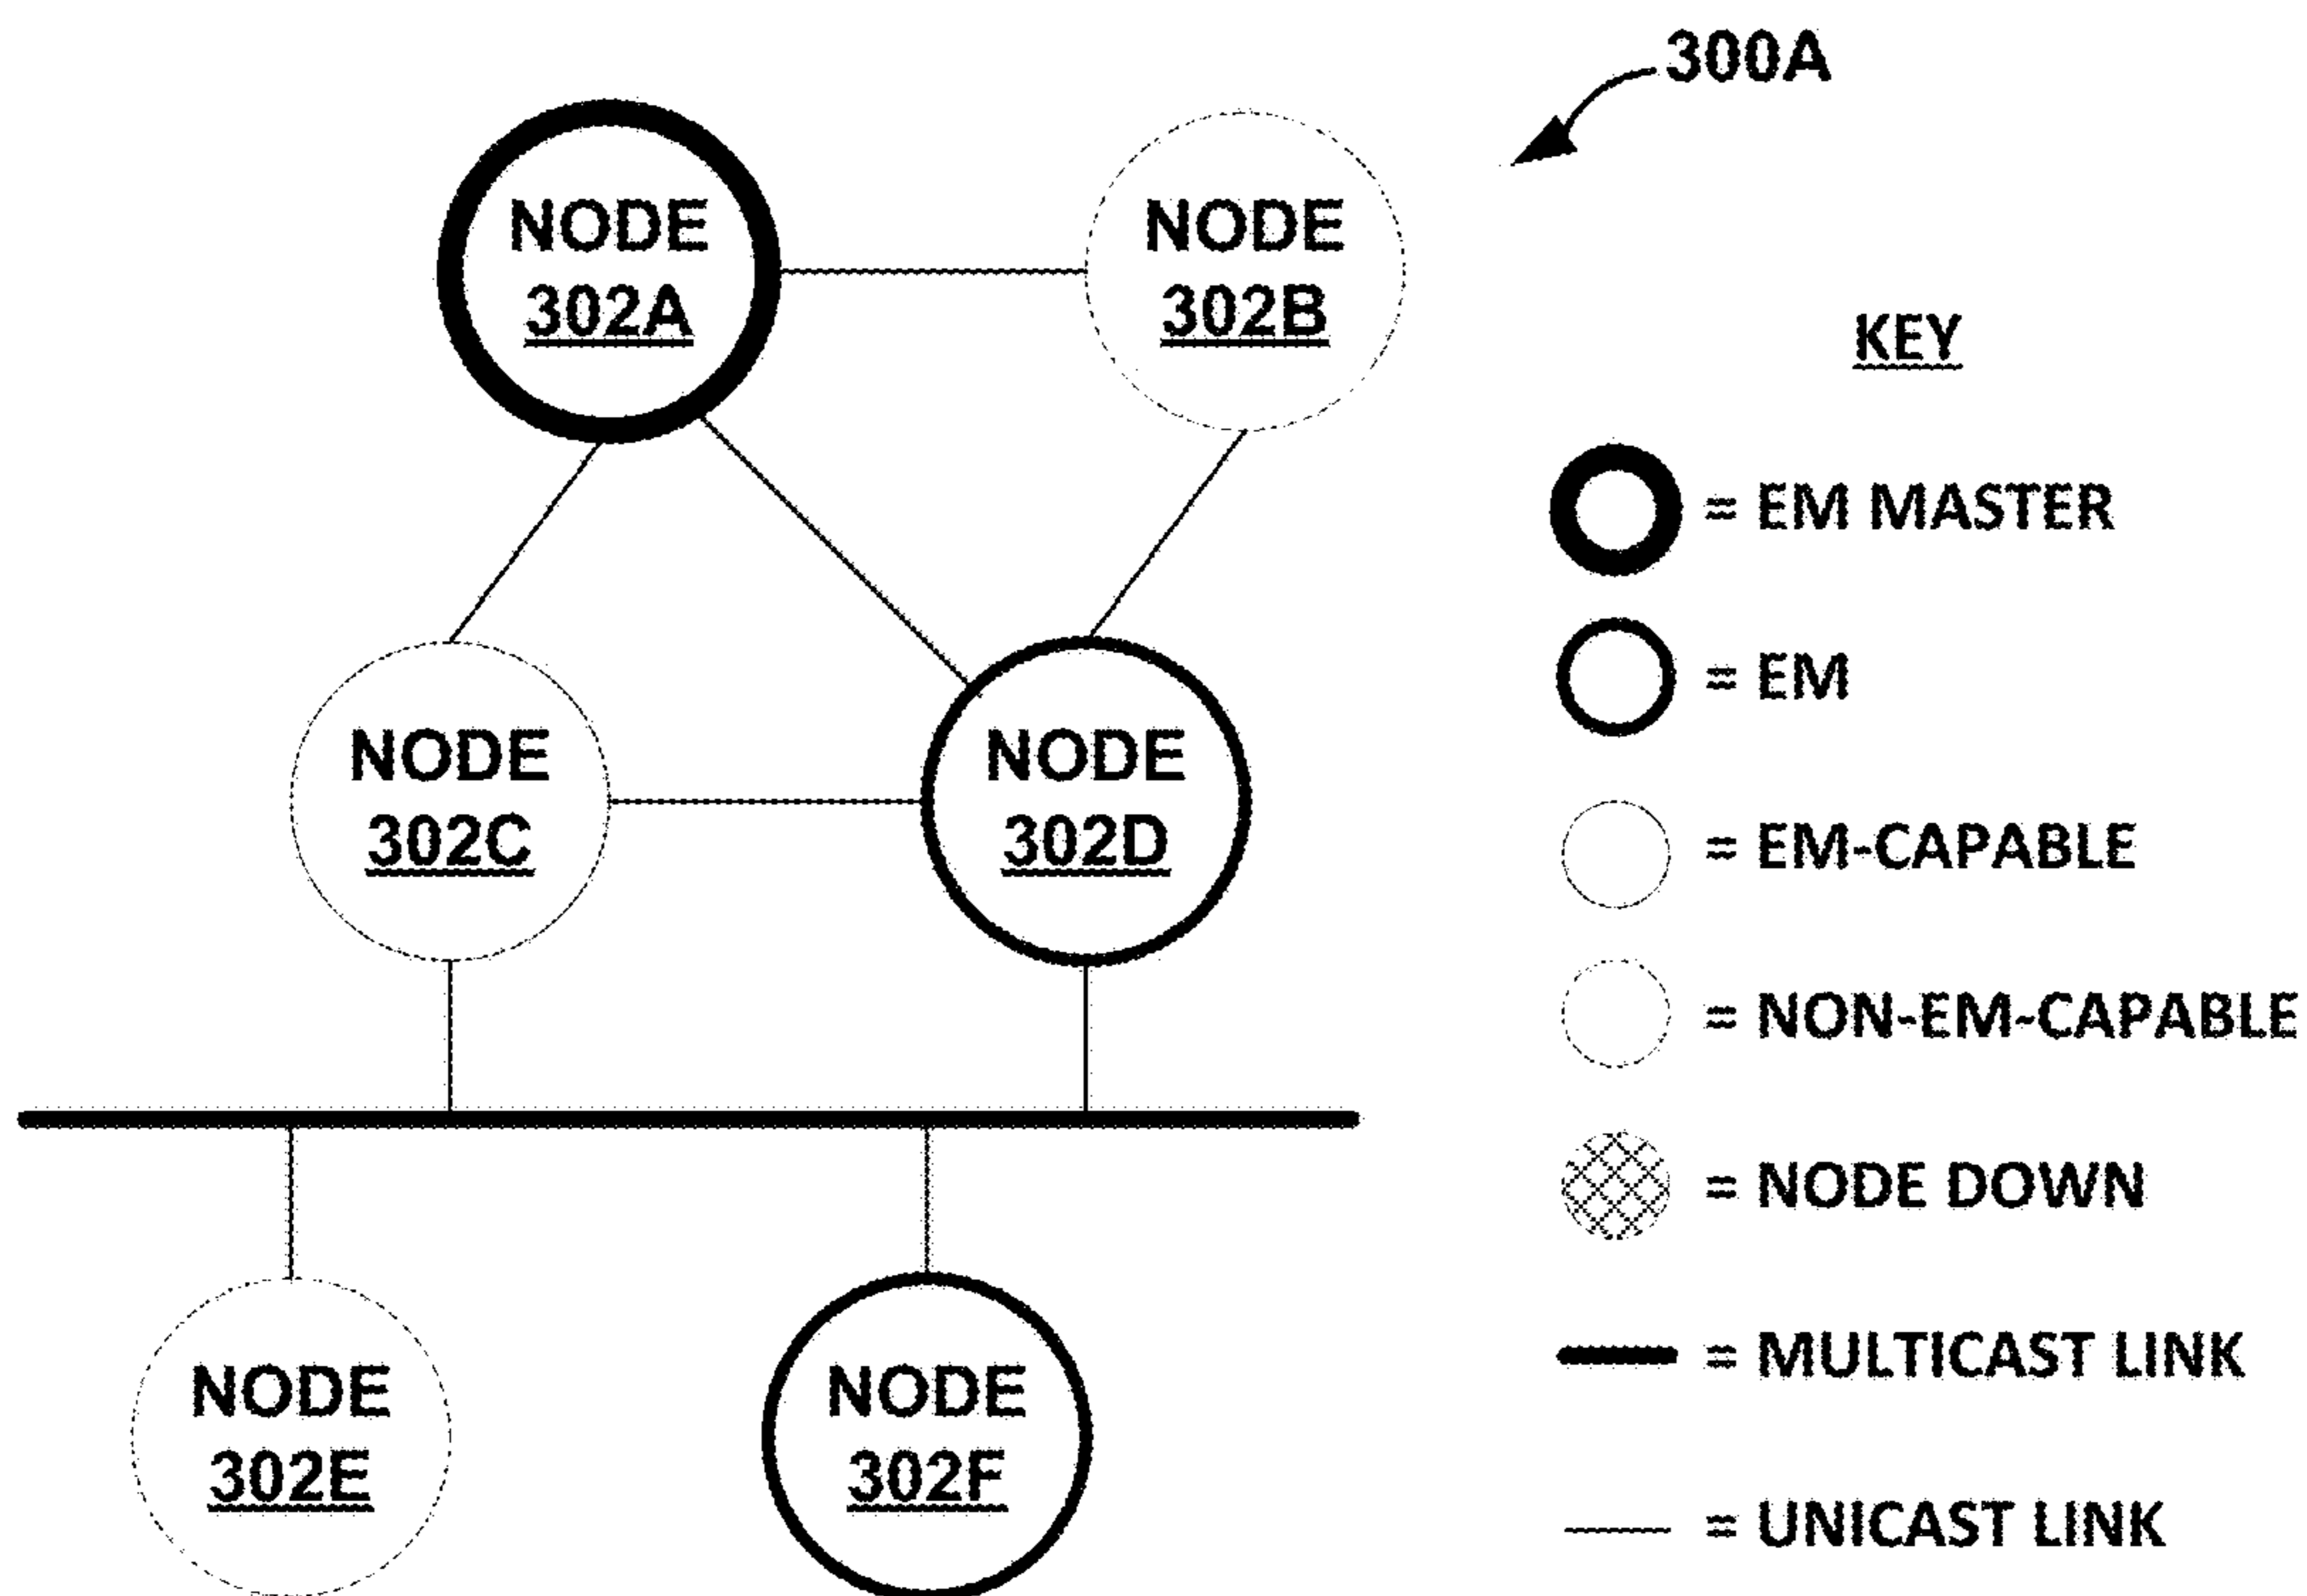 300A
NODE
302A
NODE
302B
NODE
302C
NODE
302D
NODE
302E
NODE
302F
KEY
= EM MASTER
= EM
= EM-CAPABLE
= NON-EM-CAPABLE
= NODE DOWN
= MULTICAST LINK
= UNICAST LINK